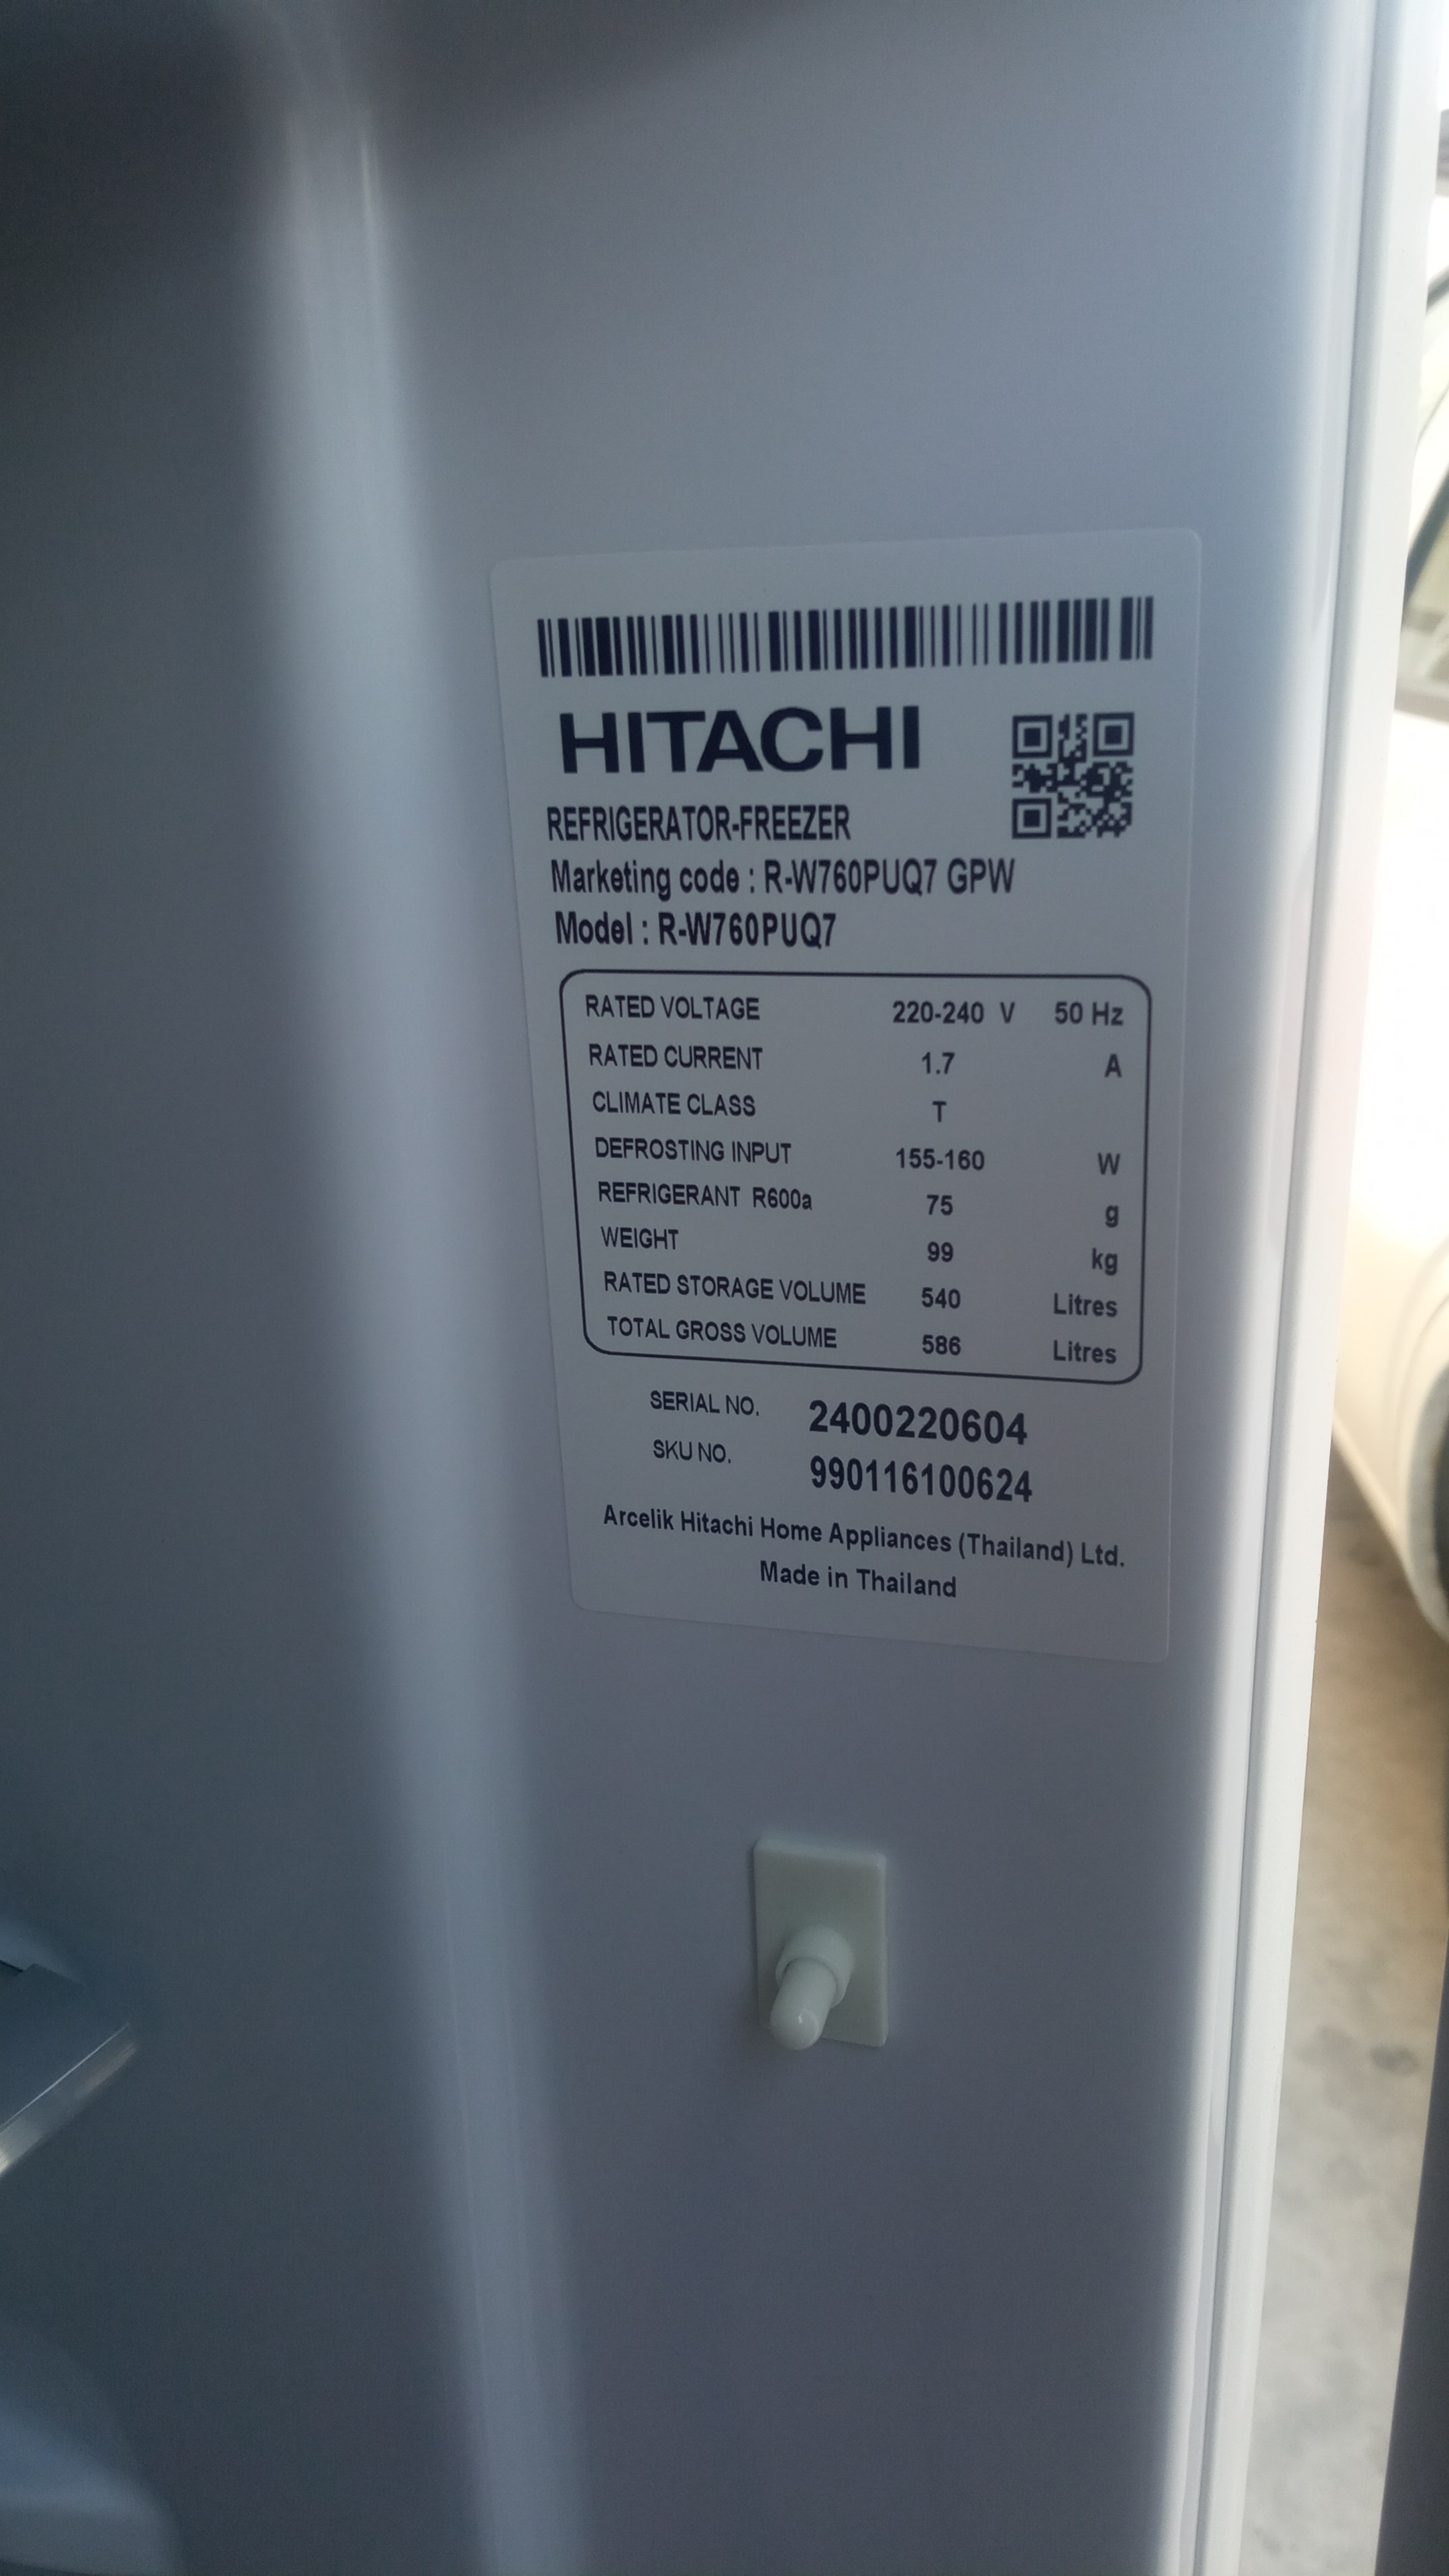 HITACHI
REFRIGERATOR-FREEZER
Marketing code : R-W760PUQ7 GPW
Model : R-W760PUQ7
RATED VOLTAGE 220-240 V 50 Hz
RATED CURRENT 1.7 A
CLIMATE CLASS T
DEFROSTING INPUT 155-160 W
REFRIGERANT R600a 75 g
WEIGHT 99 kg
RATED STORAGE VOLUME 540 Litres
TOTAL GROSS VOLUME 586 Litres
SERIAL NO. 2400220604
SKU NO. 990116100624
Arcelik Hitachi Home Appliances (Thailand) Ltd.
Made in Thailand